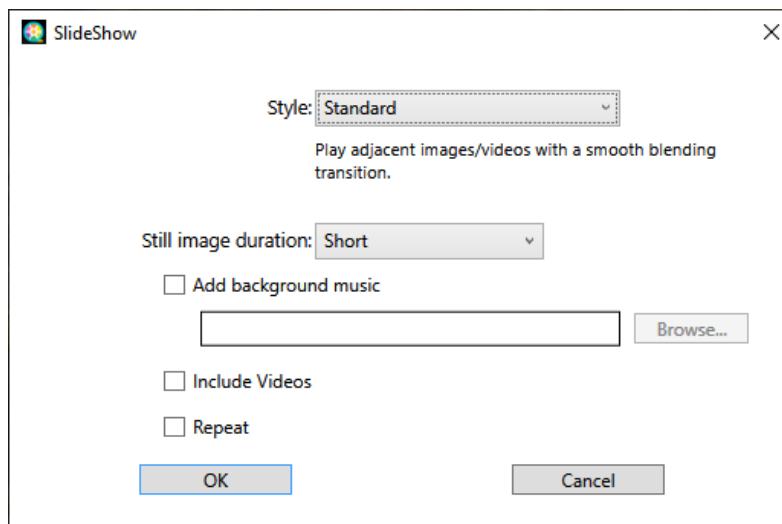 SlideShow
Style: Standard
Play adjacent images/videos with a smooth blending
transition.
Still image duration: Short
Add background music
Browse...
Include Videos
Repeat
OK Cancel